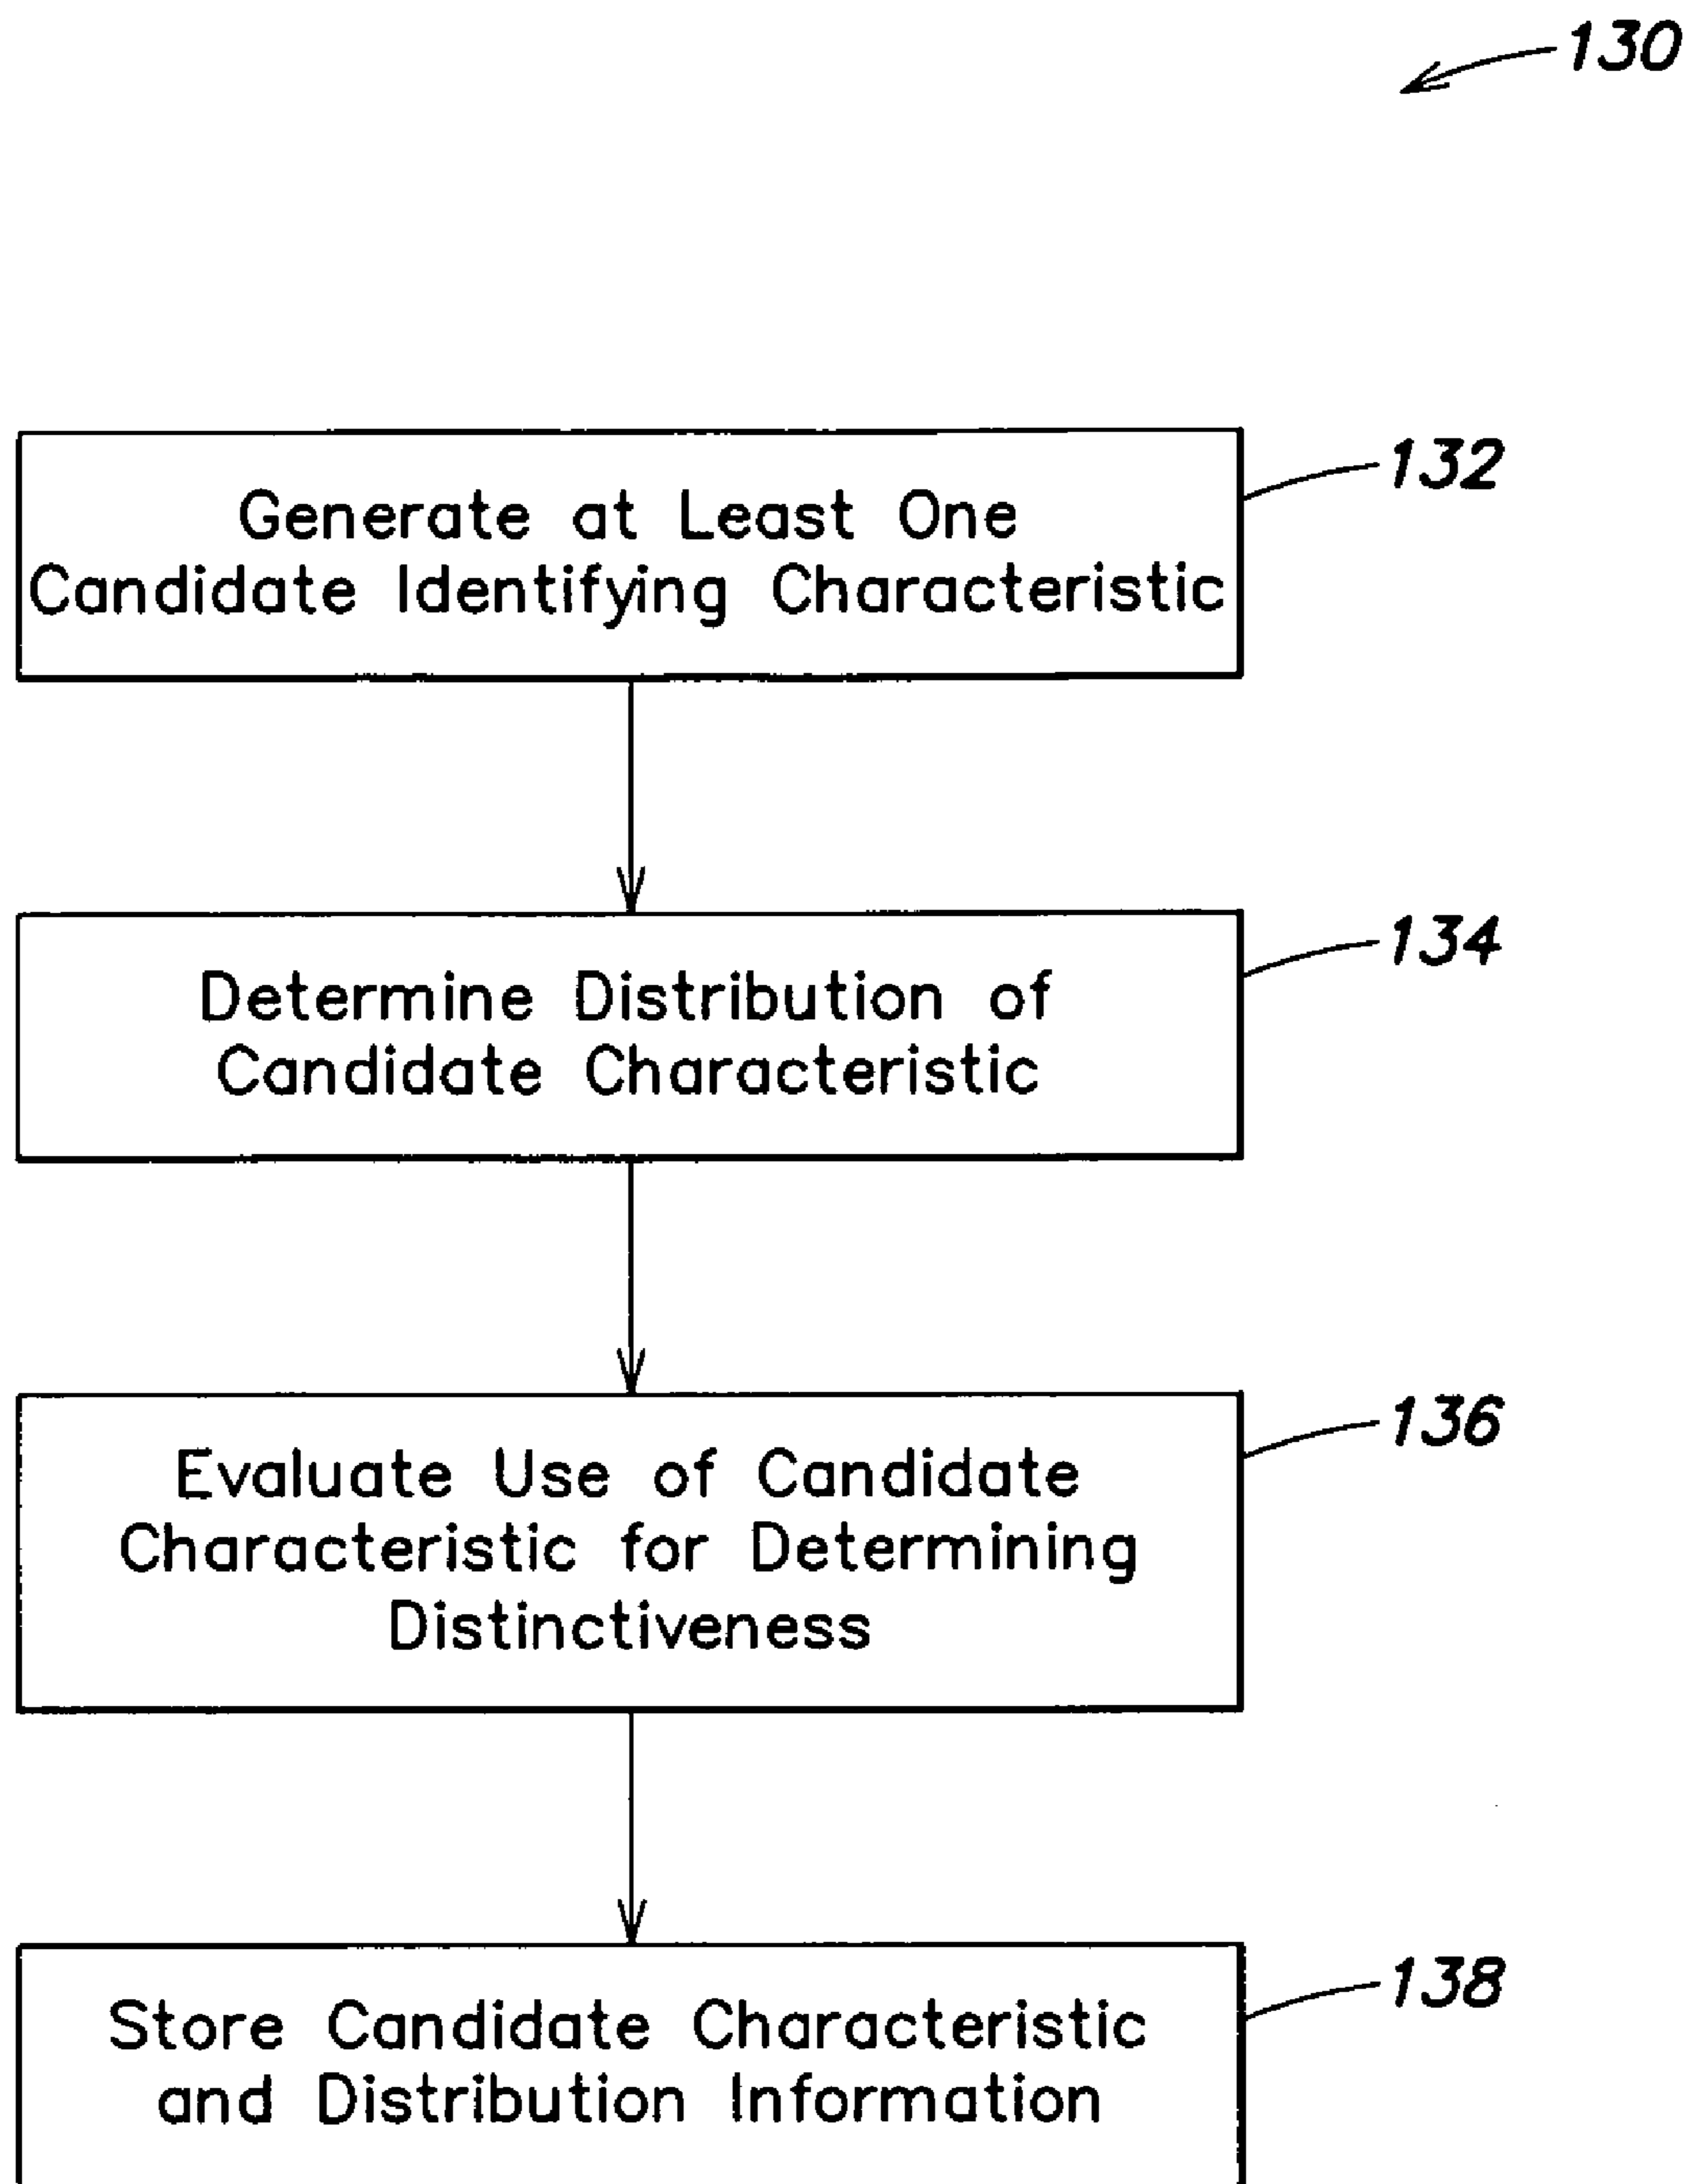 130
Generate at Least One
Candidate Identifying Characteristic
132
Determine Distribution of
Candidate Characteristic
134
Evaluate Use of Candidate
Characteristic for Determining
Distinctiveness
136
Store Candidate Characteristic
and Distribution Information
138